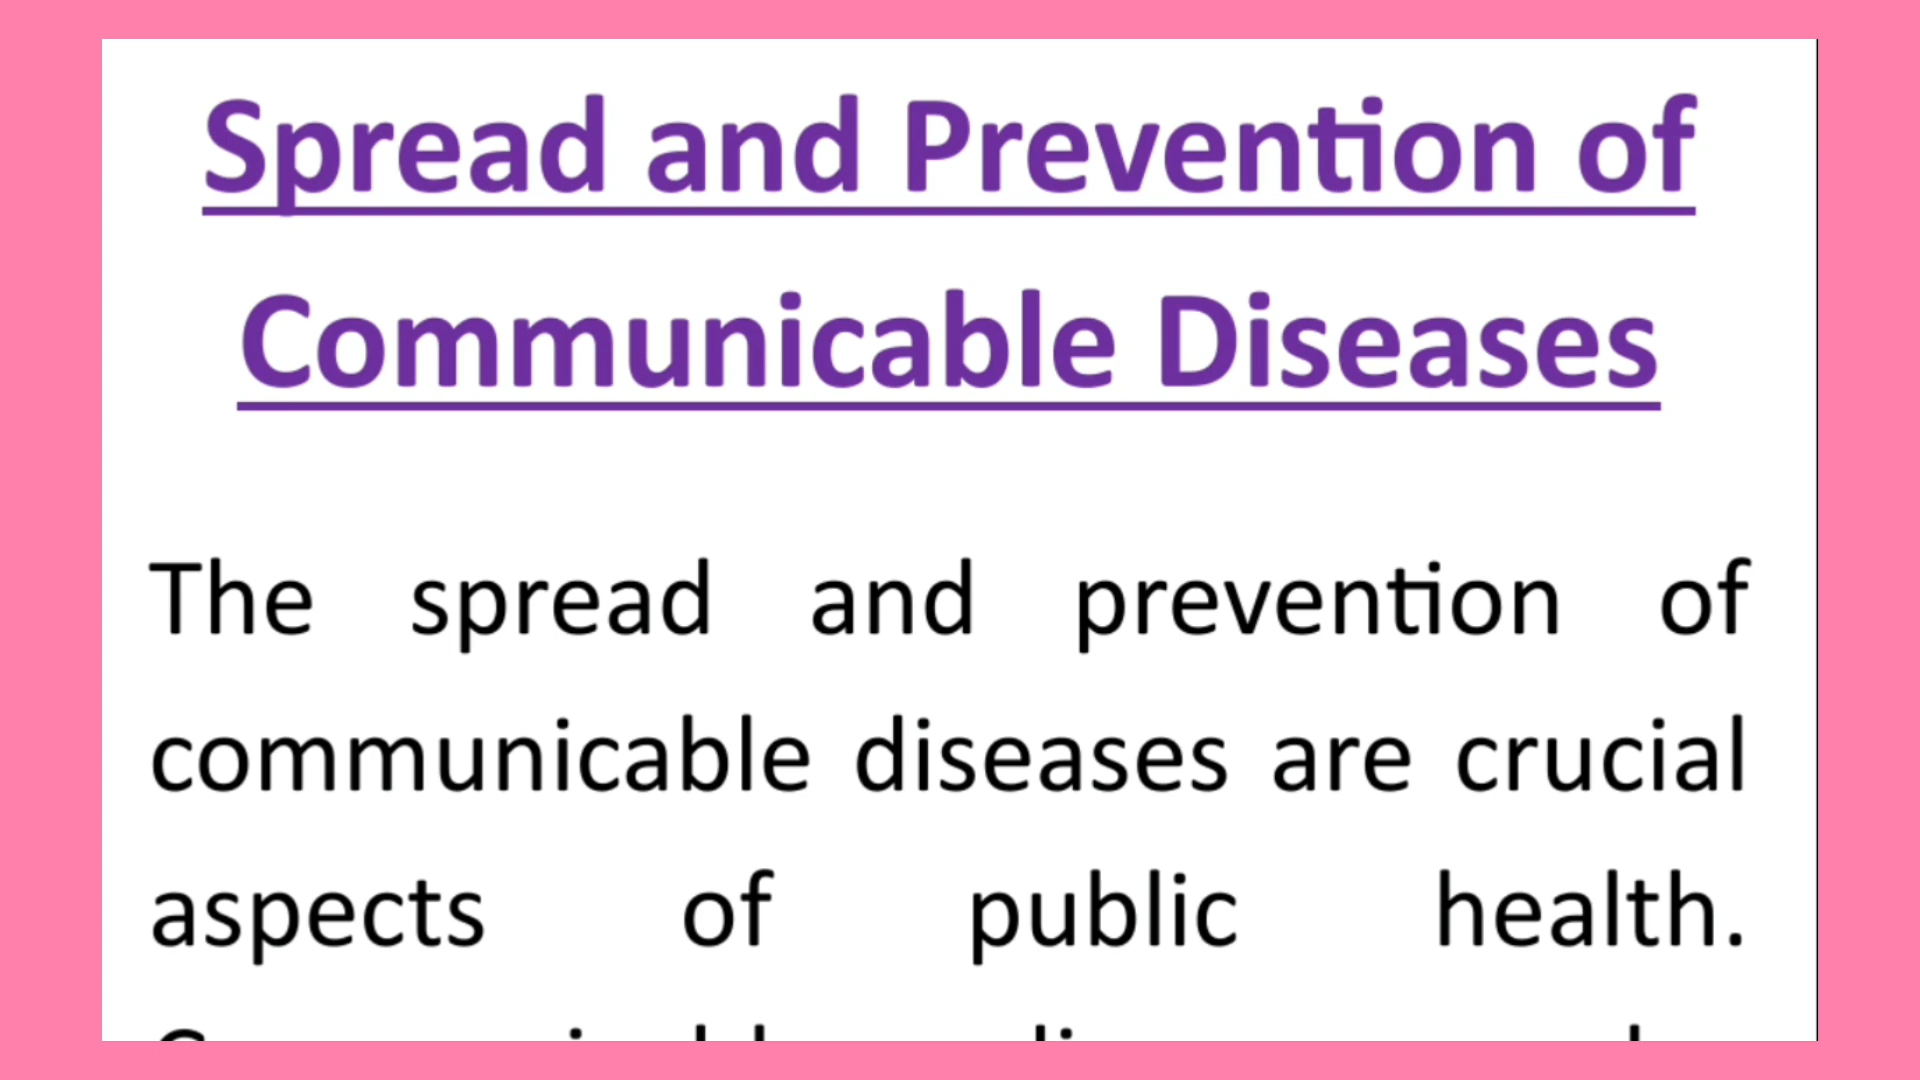 Spread and Prevention of
Communicable Diseases
The spread and prevention of
communicable diseases are crucial
aspects of public health.